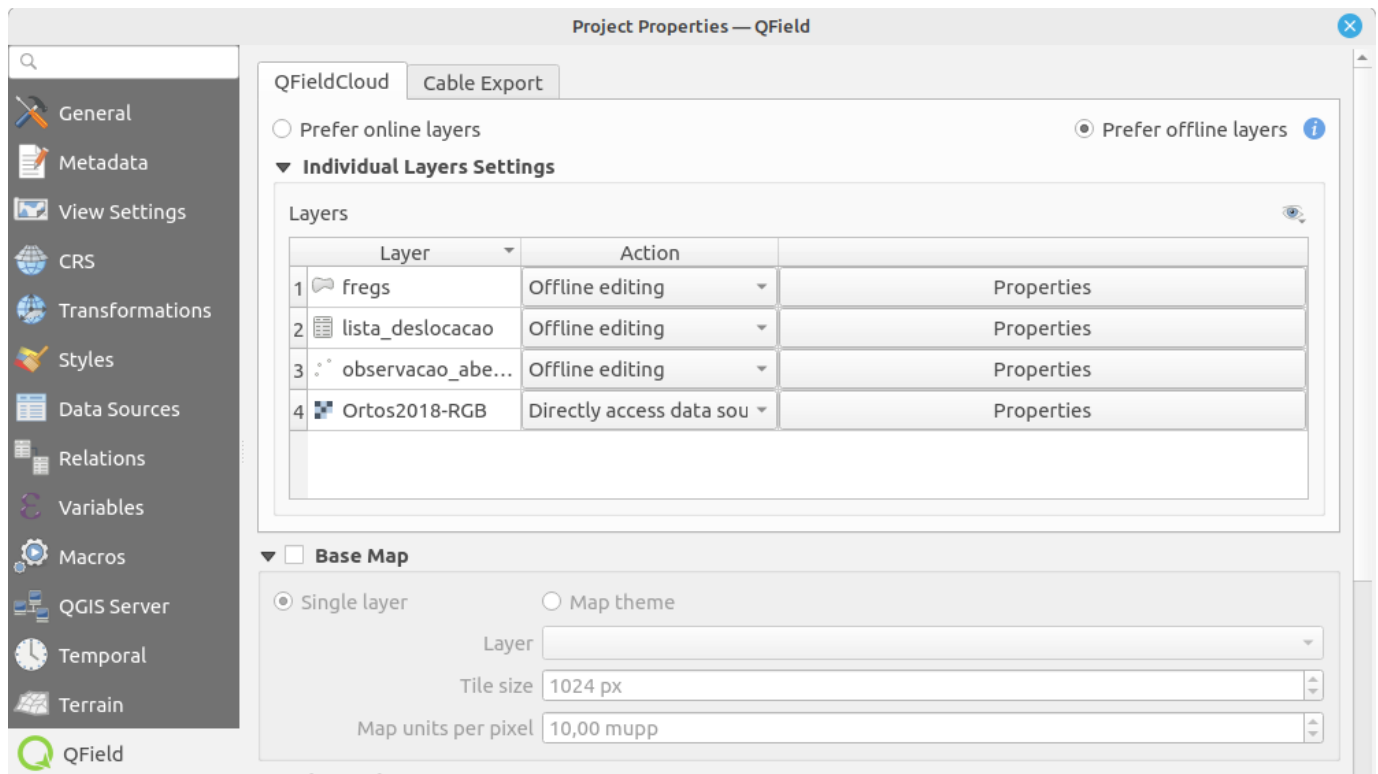 Project Properties — QField
General
Metadata
View Settings
CRS
Transformations
Styles
Data Sources
Relations
Variables
Macros
QGIS Server
Temporal
Terrain
QField
QFieldCloud Cable Export
Prefer online layers Prefer offline layers
Individual Layers Settings
Layers
Layer Action
1 fregs Offline editing Properties
2 lista_deslocacao Offline editing Properties
3 observacao_abe... Offline editing Properties
4 Ortos2018-RGB Directly access data sou Properties
Base Map
Single layer Map theme
Layer
Tile size 1024 px
Map units per pixel 10,00 mupp